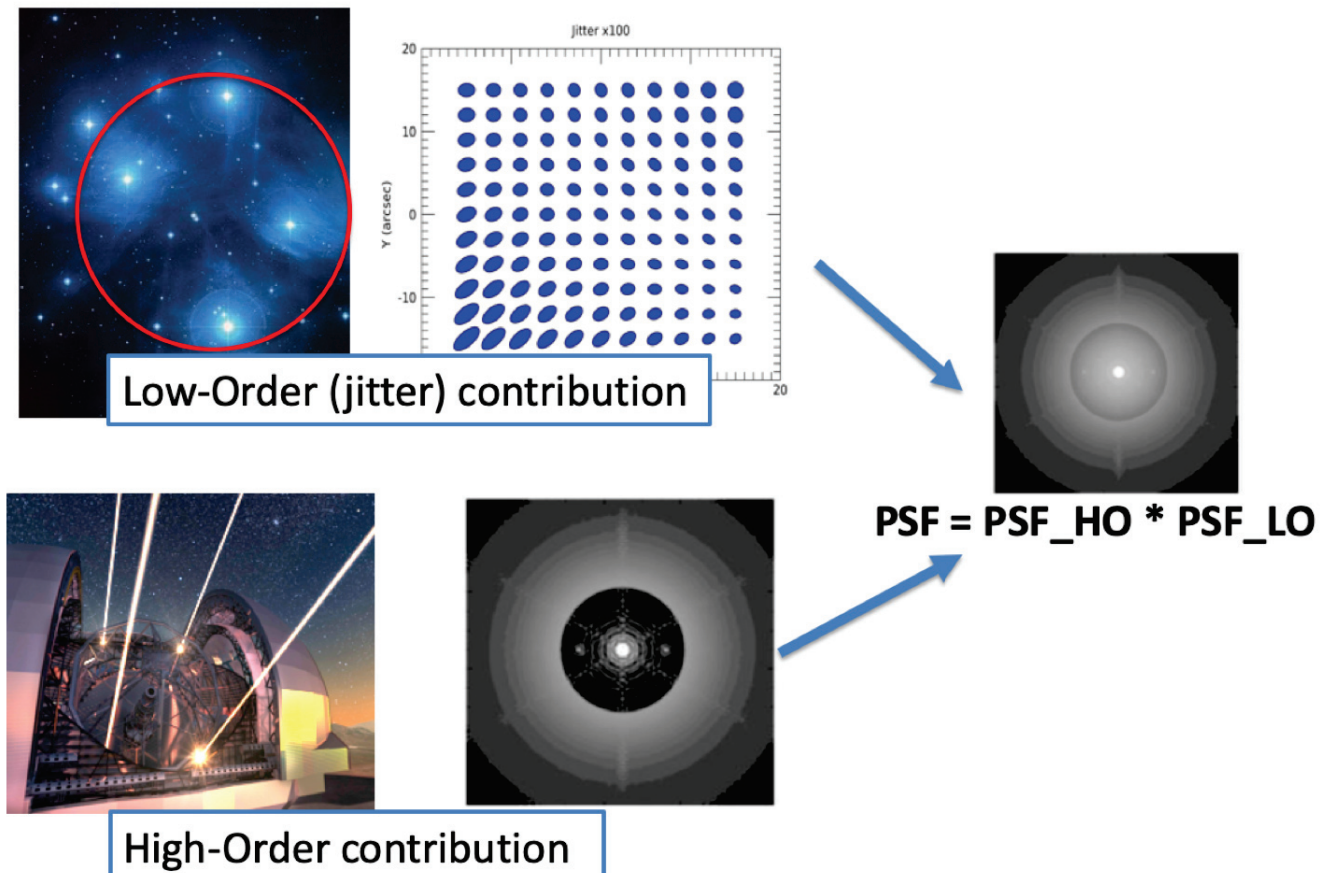 Jitter x100
20
10
0
-10
Y (arcsec)
20
Low-Order (jitter) contribution
PSF = PSF_HO * PSF_LO
High-Order contribution